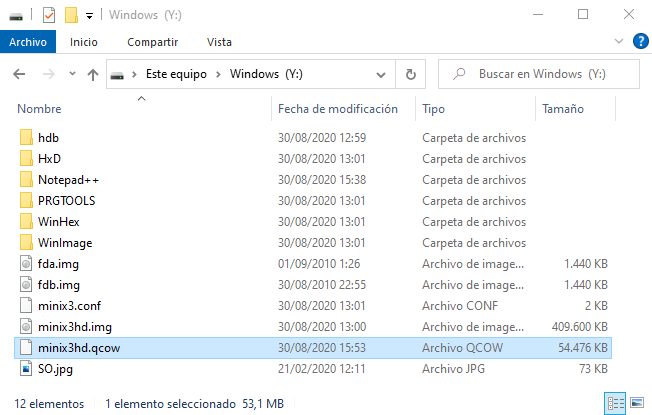 Windows (Y:)
Archivo Inicio Compartir Vista
Este equipo Windows (Y:) Buscar en Windows (Y:)
Nombre Fecha de modificación Tipo Tamaño
hdb 30/08/2020 12:59 Carpeta de archivos
HxD 30/08/2020 13:01 Carpeta de archivos
Notepad++ 30/08/2020 15:38 Carpeta de archivos
PRGTOOLS 30/08/2020 13:01 Carpeta de archivos
WinHex 30/08/2020 13:01 Carpeta de archivos
WinImage 30/08/2020 13:01 Carpeta de archivos
fda.img 01/09/2010 1:26 Archivo de image... 1.440 KB
fdb.img 30/08/2010 22:55 Archivo de image... 1.440 KB
minix3.conf 30/08/2020 13:01 Archivo CONF 2 KB
minix3hd.img 30/08/2020 13:00 Archivo de image... 409.600 KB
minix3hd.qcow 30/08/2020 15:53 Archivo QCOW 54.476 KB
SO.jpg 21/02/2020 12:11 Archivo JPG 73 KB
12 elementos 1 elemento seleccionado 53,1 MB